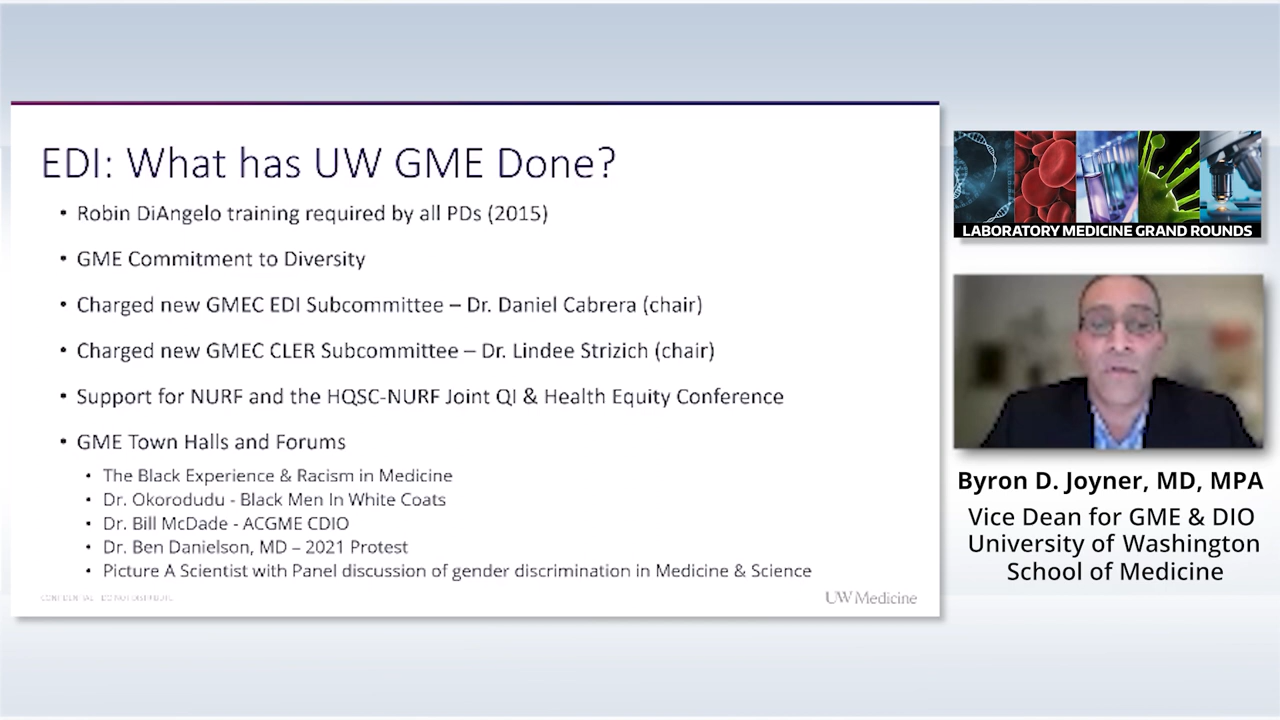 EDI: What has UW GME Done?
• Robin DiAngelo training required by all PDs (2015)
• GME Commitment to Diversity
• Charged new GMEC EDI Subcommittee – Dr. Daniel Cabrera (chair)
• Charged new GMEC CLER Subcommittee – Dr. Lindee Strizich (chair)
• Support for NURF and the HQSC-NURF Joint QI & Health Equity Conference
• GME Town Halls and Forums
• The Black Experience & Racism in Medicine
• Dr. Okorodudu - Black Men In White Coats
• Dr. Bill McDade - ACGME CDIO
• Dr. Ben Danielson, MD – 2021 Protest
• Picture A Scientist with Panel discussion of gender discrimination in Medicine & Science
CONFIDENTIAL – DO NOT DISTRIBUTE
UW Medicine
LABORATORY MEDICINE GRAND ROUNDS
Byron D. Joyner, MD, MPA
Vice Dean for GME & DIO
University of Washington
School of Medicine